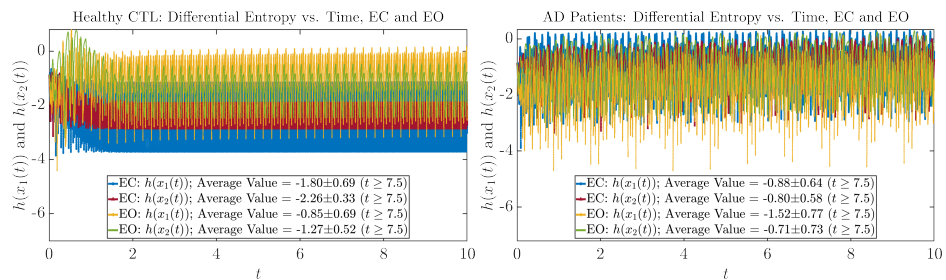 Healthy CTL: Differential Entropy vs. Time, EC and EO
h(x₁(t)) and h(x₂(t))
0
-2
-4
-6
EC: h(x₁(t)); Average Value = -1.80±0.69 (t ≥ 7.5)
EC: h(x₂(t)); Average Value = -2.26±0.33 (t ≥ 7.5)
EO: h(x₁(t)); Average Value = -0.85±0.69 (t ≥ 7.5)
EO: h(x₂(t)); Average Value = -1.27±0.52 (t ≥ 7.5)
0 2 4 6 8 10
t
AD Patients: Differential Entropy vs. Time, EC and EO
h(x₁(t)) and h(x₂(t))
0
-2
-4
-6
EC: h(x₁(t)); Average Value = -0.88±0.64 (t ≥ 7.5)
EC: h(x₂(t)); Average Value = -0.80±0.58 (t ≥ 7.5)
EO: h(x₁(t)); Average Value = -1.52±0.77 (t ≥ 7.5)
EO: h(x₂(t)); Average Value = -0.71±0.73 (t ≥ 7.5)
0 2 4 6 8 10
t